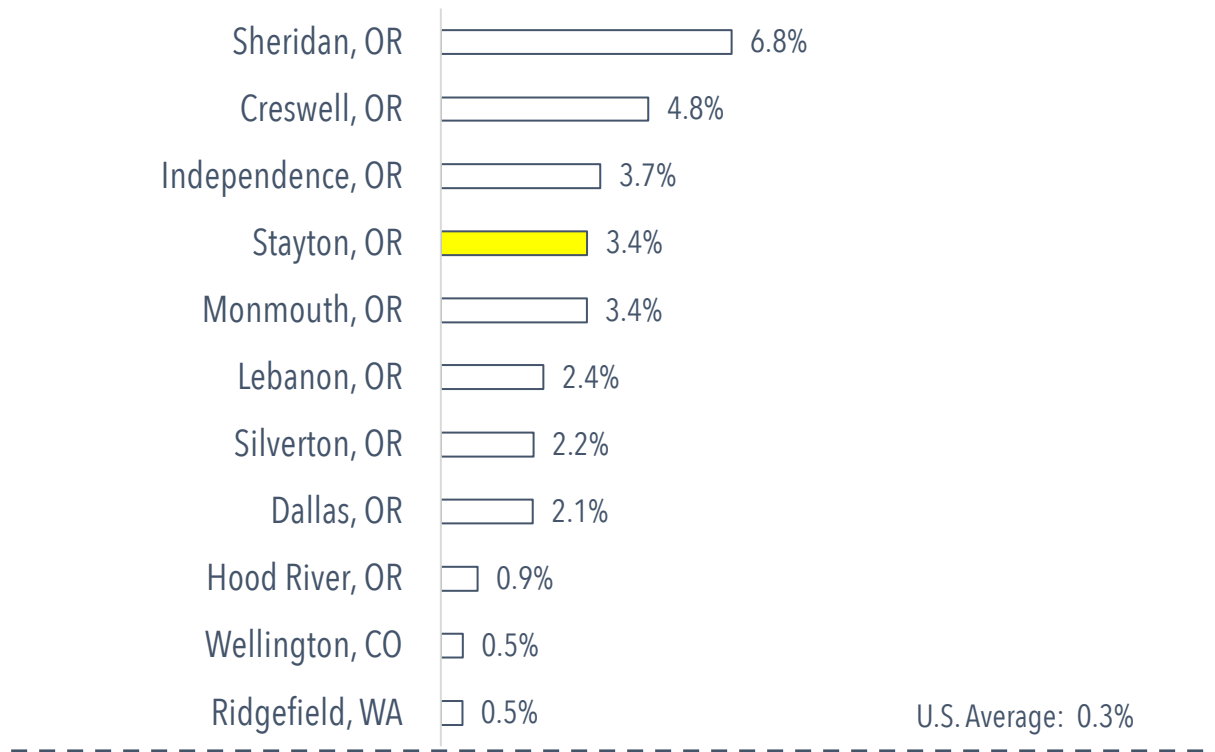 Sheridan, OR 6.8%
Creswell, OR 4.8%
Independence, OR 3.7%
Stayton, OR 3.4%
Monmouth, OR 3.4%
Lebanon, OR 2.4%
Silverton, OR 2.2%
Dallas, OR 2.1%
Hood River, OR 0.9%
Wellington, CO 0.5%
Ridgefield, WA 0.5%
U.S. Average: 0.3%